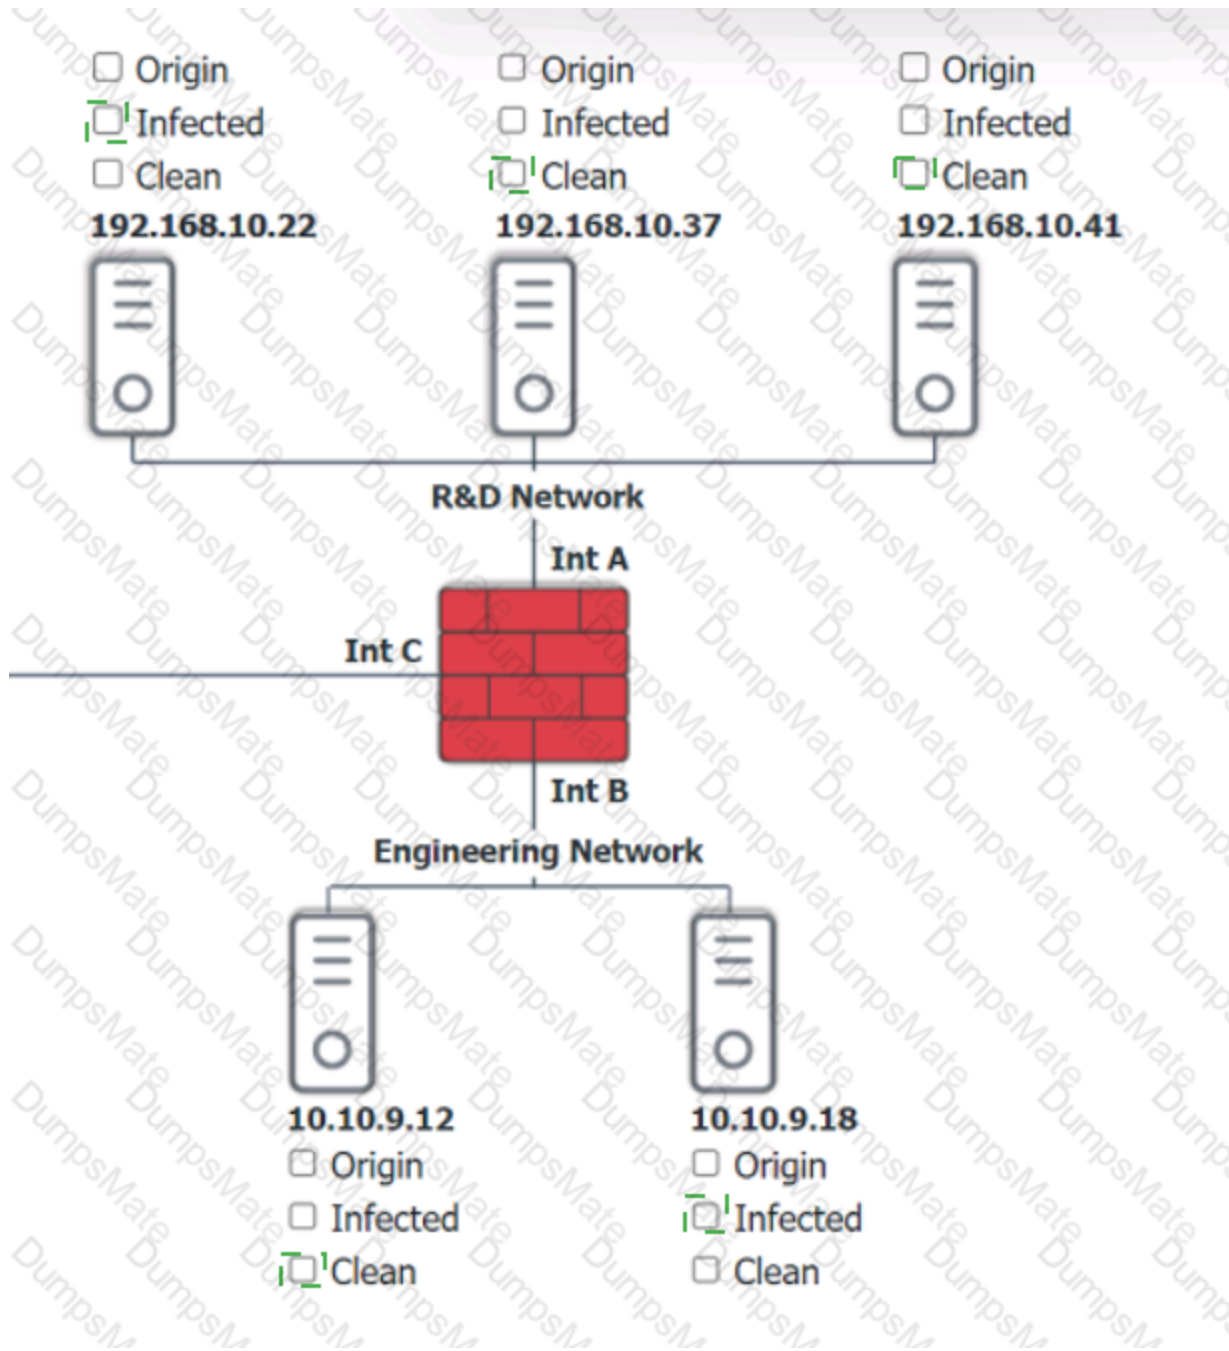 Origin Origin Origin
Infected Infected Infected
Clean Clean Clean
192.168.10.22 192.168.10.37 192.168.10.41
R&D Network
Int A
Int C
Int B
Engineering Network
10.10.9.12 10.10.9.18
Origin Origin
Infected Infected
Clean Clean
DumpsMate